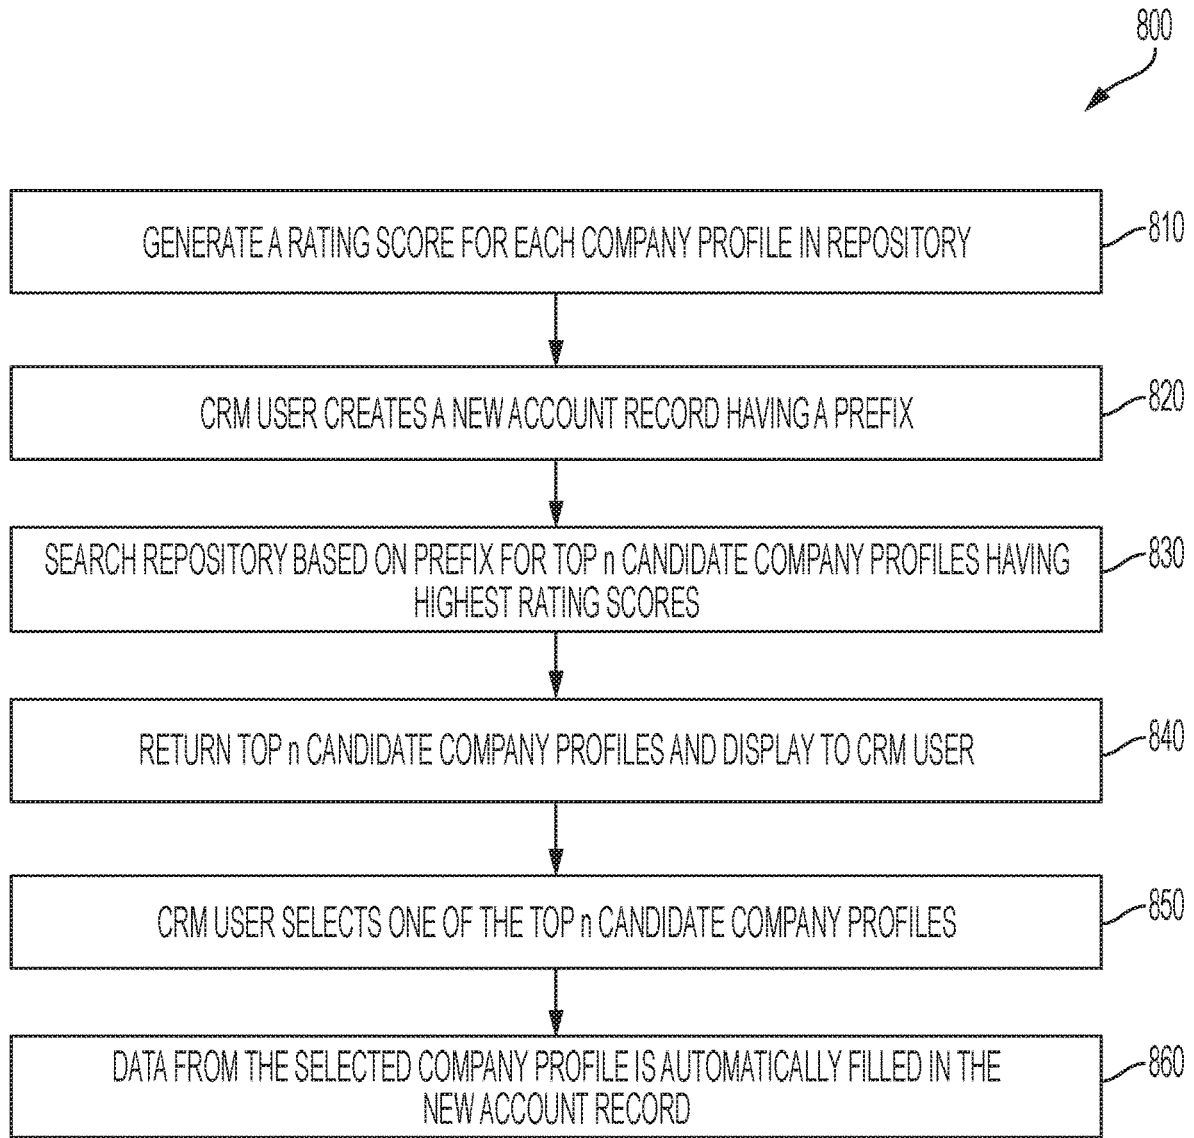 800
GENERATE A RATING SCORE FOR EACH COMPANY PROFILE IN REPOSITORY
810
CRM USER CREATES A NEW ACCOUNT RECORD HAVING A PREFIX
820
SEARCH REPOSITORY BASED ON PREFIX FOR TOP n CANDIDATE COMPANY PROFILES HAVING
HIGHEST RATING SCORES
830
RETURN TOP n CANDIDATE COMPANY PROFILES AND DISPLAY TO CRM USER
840
CRM USER SELECTS ONE OF THE TOP n CANDIDATE COMPANY PROFILES
850
DATA FROM THE SELECTED COMPANY PROFILE IS AUTOMATICALLY FILLED IN THE
NEW ACCOUNT RECORD
860